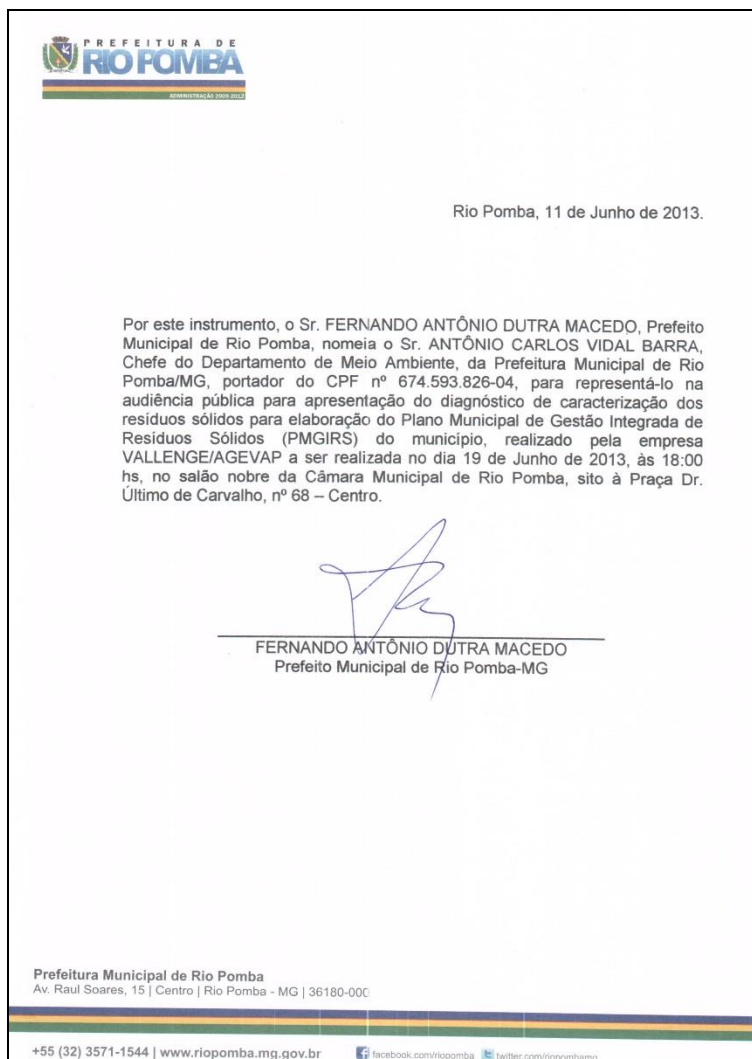 PREFEITURA DE
RIO POMBA
ADMINISTRAÇÃO 2009-2012
Rio Pomba, 11 de Junho de 2013.
Por este instrumento, o Sr. FERNANDO ANTÔNIO DUTRA MACEDO, Prefeito
Municipal de Rio Pomba, nomeia o Sr. ANTÔNIO CARLOS VIDAL BARRA,
Chefe do Departamento de Meio Ambiente, da Prefeitura Municipal de Rio
Pomba/MG, portador do CPF nº 674.593.826-04, para representá-lo na
audiência pública para apresentação do diagnóstico de caracterização dos
resíduos sólidos para elaboração do Plano Municipal de Gestão Integrada de
Resíduos Sólidos (PMGIRS) do município, realizado pela empresa
VALLENGE/AGEVAP a ser realizada no dia 19 de Junho de 2013, às 18:00
hs, no salão nobre da Câmara Municipal de Rio Pomba, sito à Praça Dr.
Último de Carvalho, nº 68 – Centro.
FERNANDO ANTÔNIO DUTRA MACEDO
Prefeito Municipal de Rio Pomba-MG
Prefeitura Municipal de Rio Pomba
Av. Raul Soares, 15 | Centro | Rio Pomba - MG | 36180-000
+55 (32) 3571-1544 | www.riopomba.mg.gov.br facebook.com/riopomba twitter.com/riopombamg